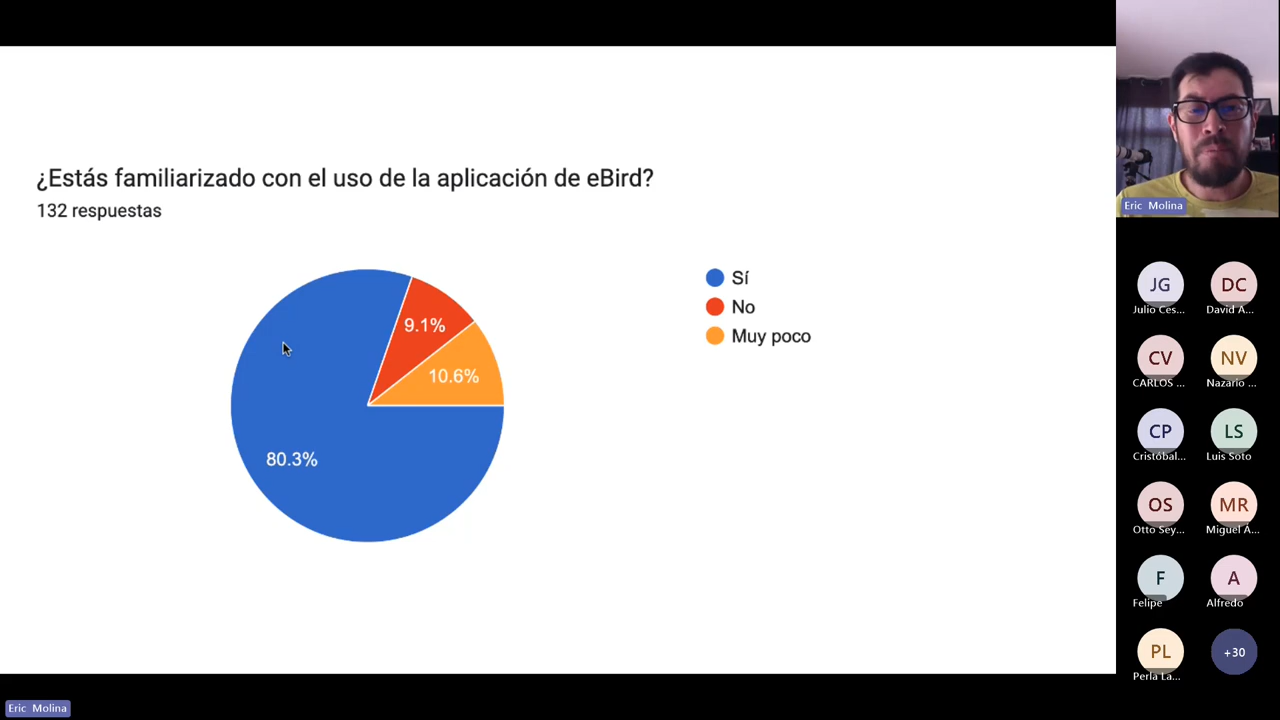 ¿Estás familiarizado con el uso de la aplicación de eBird?
132 respuestas
Sí
No
Muy poco
9.1%
10.6%
80.3%
Eric Molina
JG
DC
Julio Ces...
David A...
CV
NV
CARLOS ...
Nazario ...
CP
LS
Cristóbal...
Luis Soto
OS
MR
Otto Sey...
Miguel Á...
F
A
Felipe
Alfredo
PL
+30
Perla La...
Eric Molina